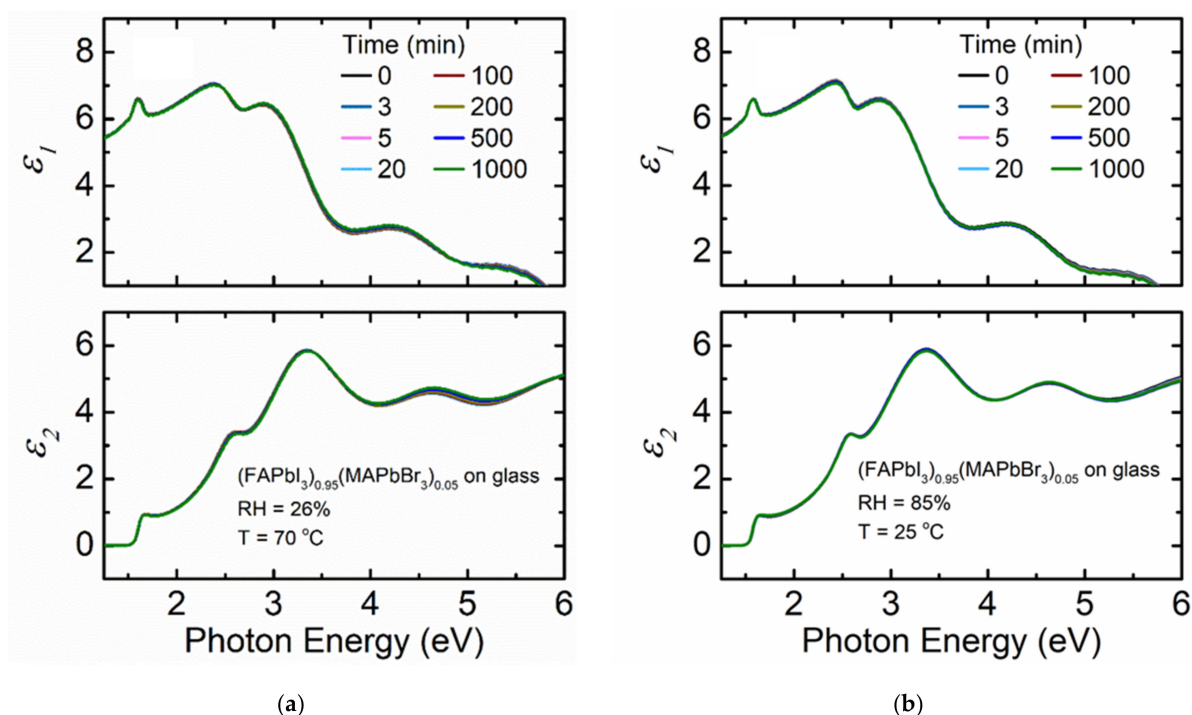 8
6
4
2
ε1
Time (min)
0 100
3 200
5 500
20 1000
6
4
2
0
ε2
(FAPbI3)0.95(MAPbBr3)0.05 on glass
RH = 26%
T = 70 °C
2 3 4 5 6
Photon Energy (eV)
(a)
8
6
4
2
ε1
Time (min)
0 100
3 200
5 500
20 1000
6
4
2
0
ε2
(FAPbI3)0.95(MAPbBr3)0.05 on glass
RH = 85%
T = 25 °C
2 3 4 5 6
Photon Energy (eV)
(b)